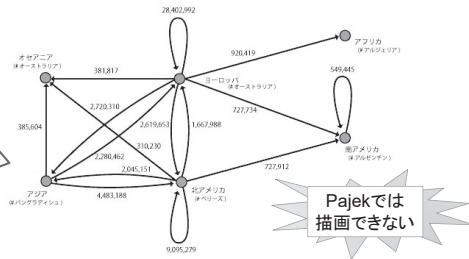 28,402,992
オセアニア
(#オーストラリア)
381,817
920,419
アフリカ
(#アルジェリア)
ヨーロッパ
(#オーストラリア)
549,445
2,720,310
727,734
385,604
2,619,653
1,667,988
310,230
2,280,462
南アメリカ
(#アルゼンチン)
2,045,151
727,912
アジア
(#バングラディシュ)
4,483,188
北アメリカ
(#ベリーズ)
9,095,279
Pajekでは
描画できない